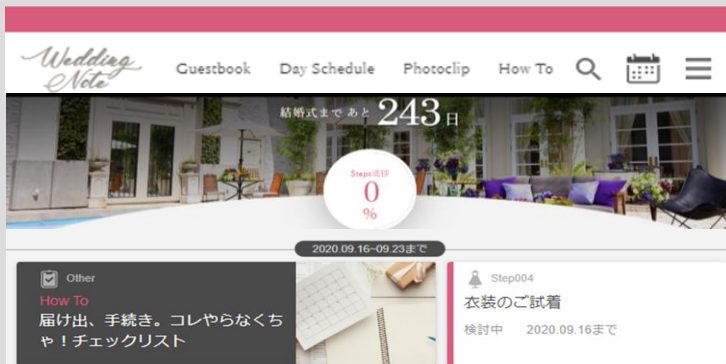 Wedding
Note
Guestbook Day Schedule Photoclip How To
結婚式まで あと 243 日
Steps進捗
0
%
2020.09.16~09.23まで
Other
How To
届け出、手続き。コレやらなくち
ゃ！チェックリスト
Step004
衣装のご試着
検討中 2020.09.16まで